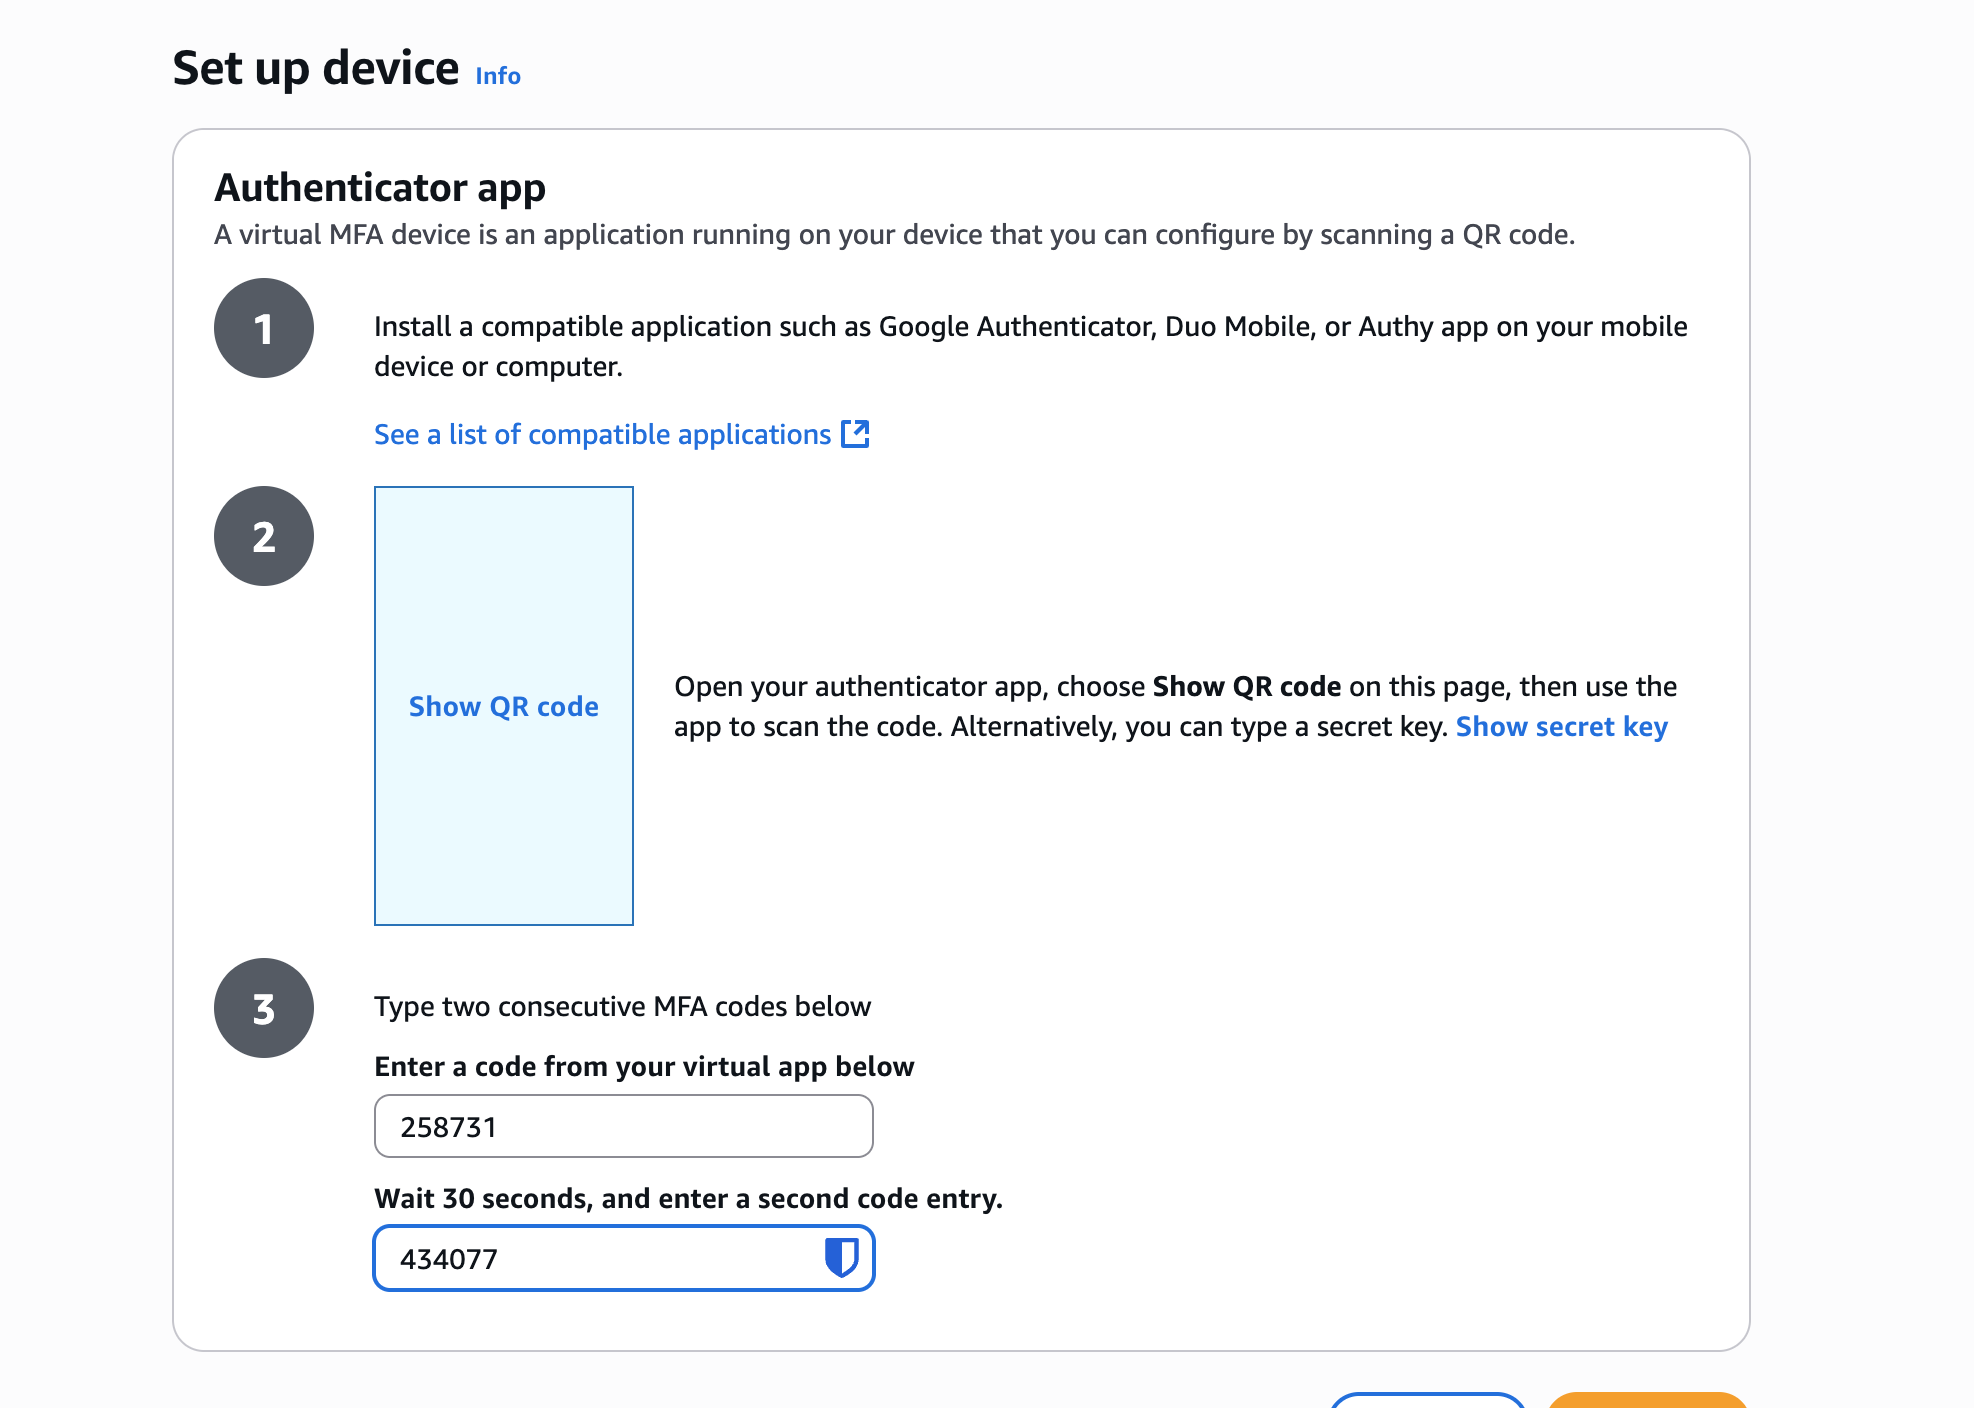 Set up device Info
Authenticator app
A virtual MFA device is an application running on your device that you can configure by scanning a QR code.
1
Install a compatible application such as Google Authenticator, Duo Mobile, or Authy app on your mobile
device or computer.
See a list of compatible applications
2
Show QR code
Open your authenticator app, choose Show QR code on this page, then use the
app to scan the code. Alternatively, you can type a secret key. Show secret key
3
Type two consecutive MFA codes below
Enter a code from your virtual app below
258731
Wait 30 seconds, and enter a second code entry.
434077